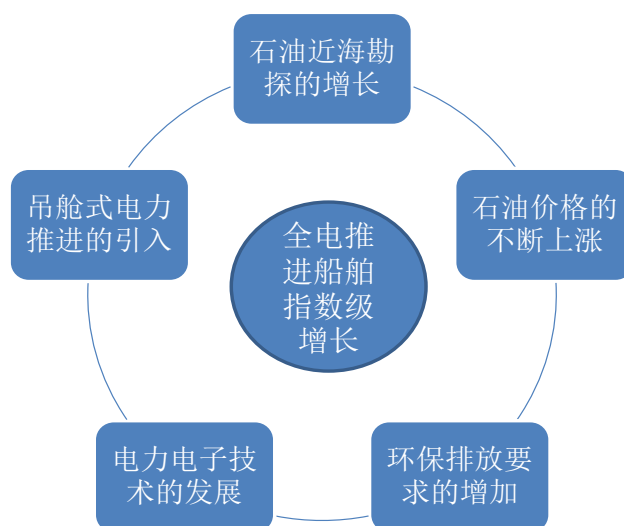 石油近海勘
探的增长
吊舱式电力
推进的引入
石油价格的
不断上涨
全电推
进船舶
指数级
增长
电力电子技
术的发展
环保排放要
求的增加